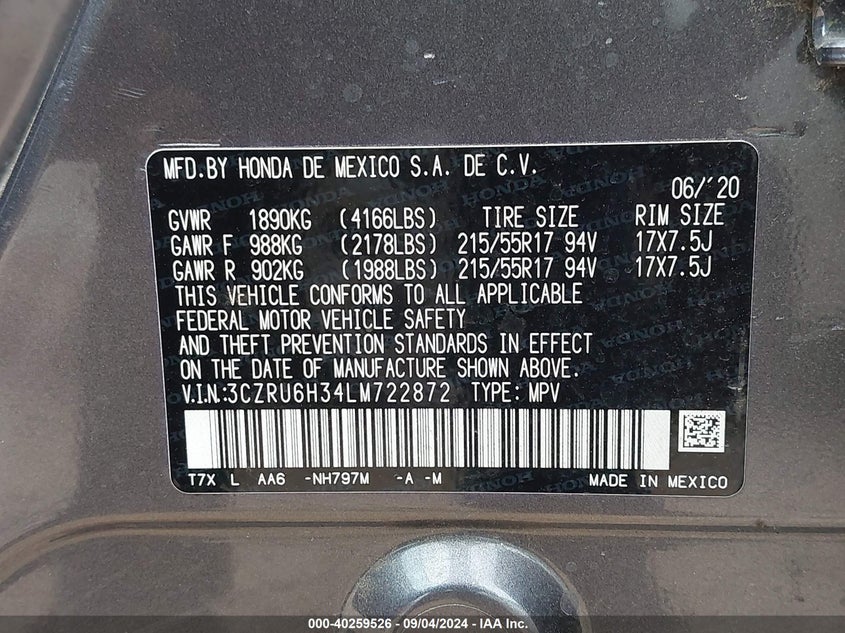 MFD.BY HONDA DE MEXICO S.A. DE C.V.
06/'20
GVWR 1890KG (4166LBS) TIRE SIZE RIM SIZE
GAWR F 988KG (2178LBS) 215/55R17 94V 17X7.5J
GAWR R 902KG (1988LBS) 215/55R17 94V 17X7.5J
THIS VEHICLE CONFORMS TO ALL APPLICABLE
FEDERAL MOTOR VEHICLE SAFETY
AND THEFT PREVENTION STANDARDS IN EFFECT
ON THE DATE OF MANUFACTURE SHOWN ABOVE.
V.I.N.:3CZRU6H34LM722872 TYPE: MPV
T7X L AA6 -NH797M -A -M MADE IN MEXICO
000-40259526 - 09/04/2024 - IAA Inc.